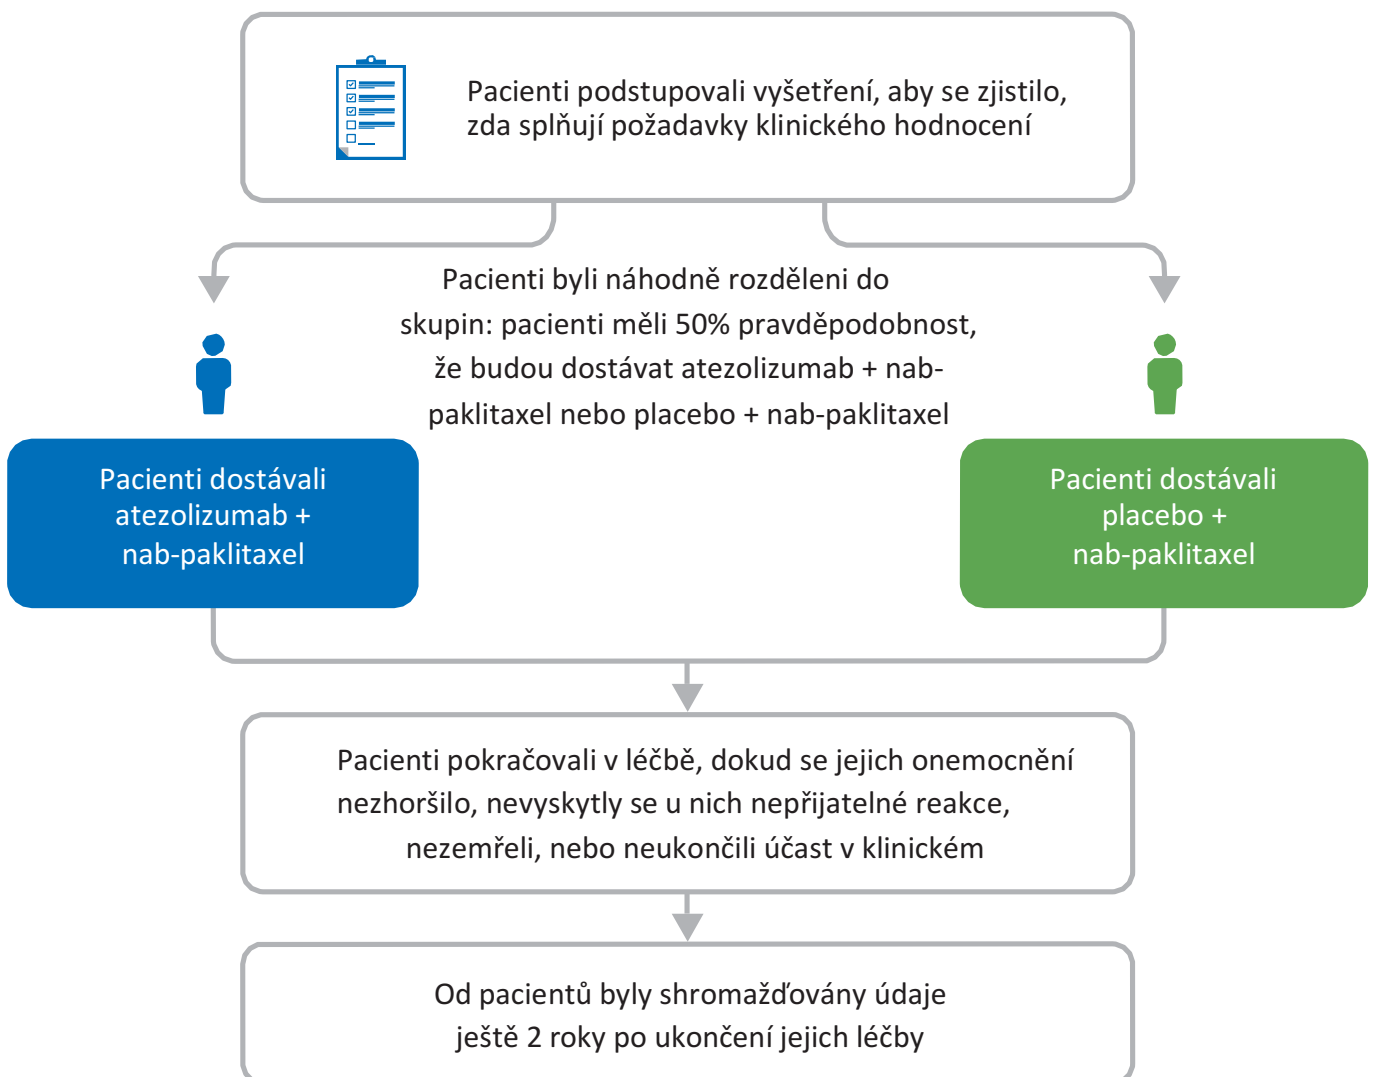 Pacienti podstupovali vyšetření, aby se zjistilo,
zda splňují požadavky klinického hodnocení
Pacienti byli náhodně rozděleni do
skupin: pacienti měli 50% pravděpodobnost,
že budou dostávat atezolizumab + nab-
paklitaxel nebo placebo + nab-paklitaxel
Pacienti dostávali
atezolizumab +
nab-paklitaxel
Pacienti dostávali
placebo +
nab-paklitaxel
Pacienti pokračovali v léčbě, dokud se jejich onemocnění
nezhoršilo, nevyskytly se u nich nepřijatelné reakce,
nezemřeli, nebo neukončili účast v klinickém
Od pacientů byly shromažďovány údaje
ještě 2 roky po ukončení jejich léčby